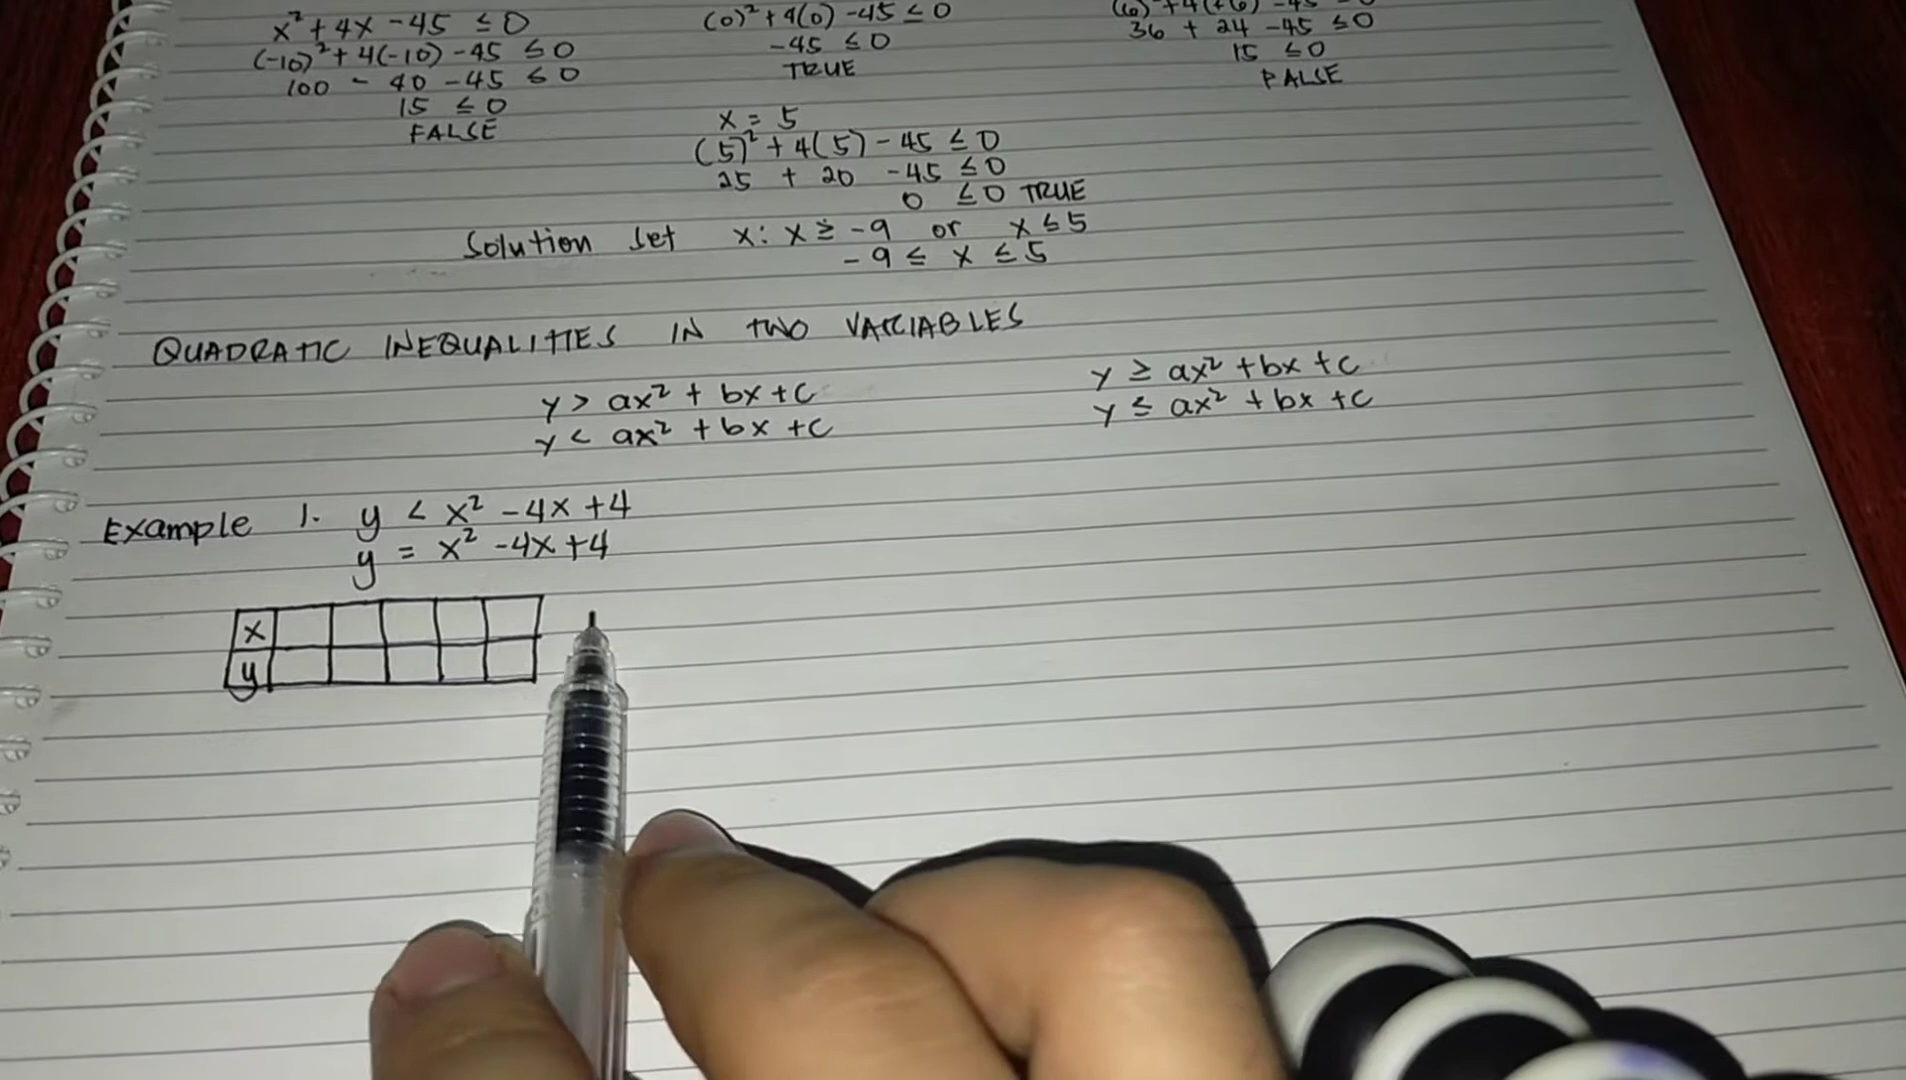 x² + 4x - 45 ≤ 0
(-10)² + 4(-10) - 45 ≤ 0
100 - 40 - 45 ≤ 0
15 ≤ 0
FALSE
(0)² + 4(0) - 45 ≤ 0
-45 ≤ 0
TRUE
36 + 24 - 45 ≤ 0
15 ≤ 0
FALSE
x = 5
(5)² + 4(5) - 45 ≤ 0
25 + 20 - 45 ≤ 0
0 ≤ 0 TRUE
Solution set x: x ≥ -9 or x ≤ 5
-9 ≤ x ≤ 5
QUADRATIC INEQUALITIES IN TWO VARIABLES
y > ax² + bx + c
y < ax² + bx + c
y ≥ ax² + bx + c
y ≤ ax² + bx + c
Example 1. y < x² - 4x + 4
y = x² - 4x + 4
x
y